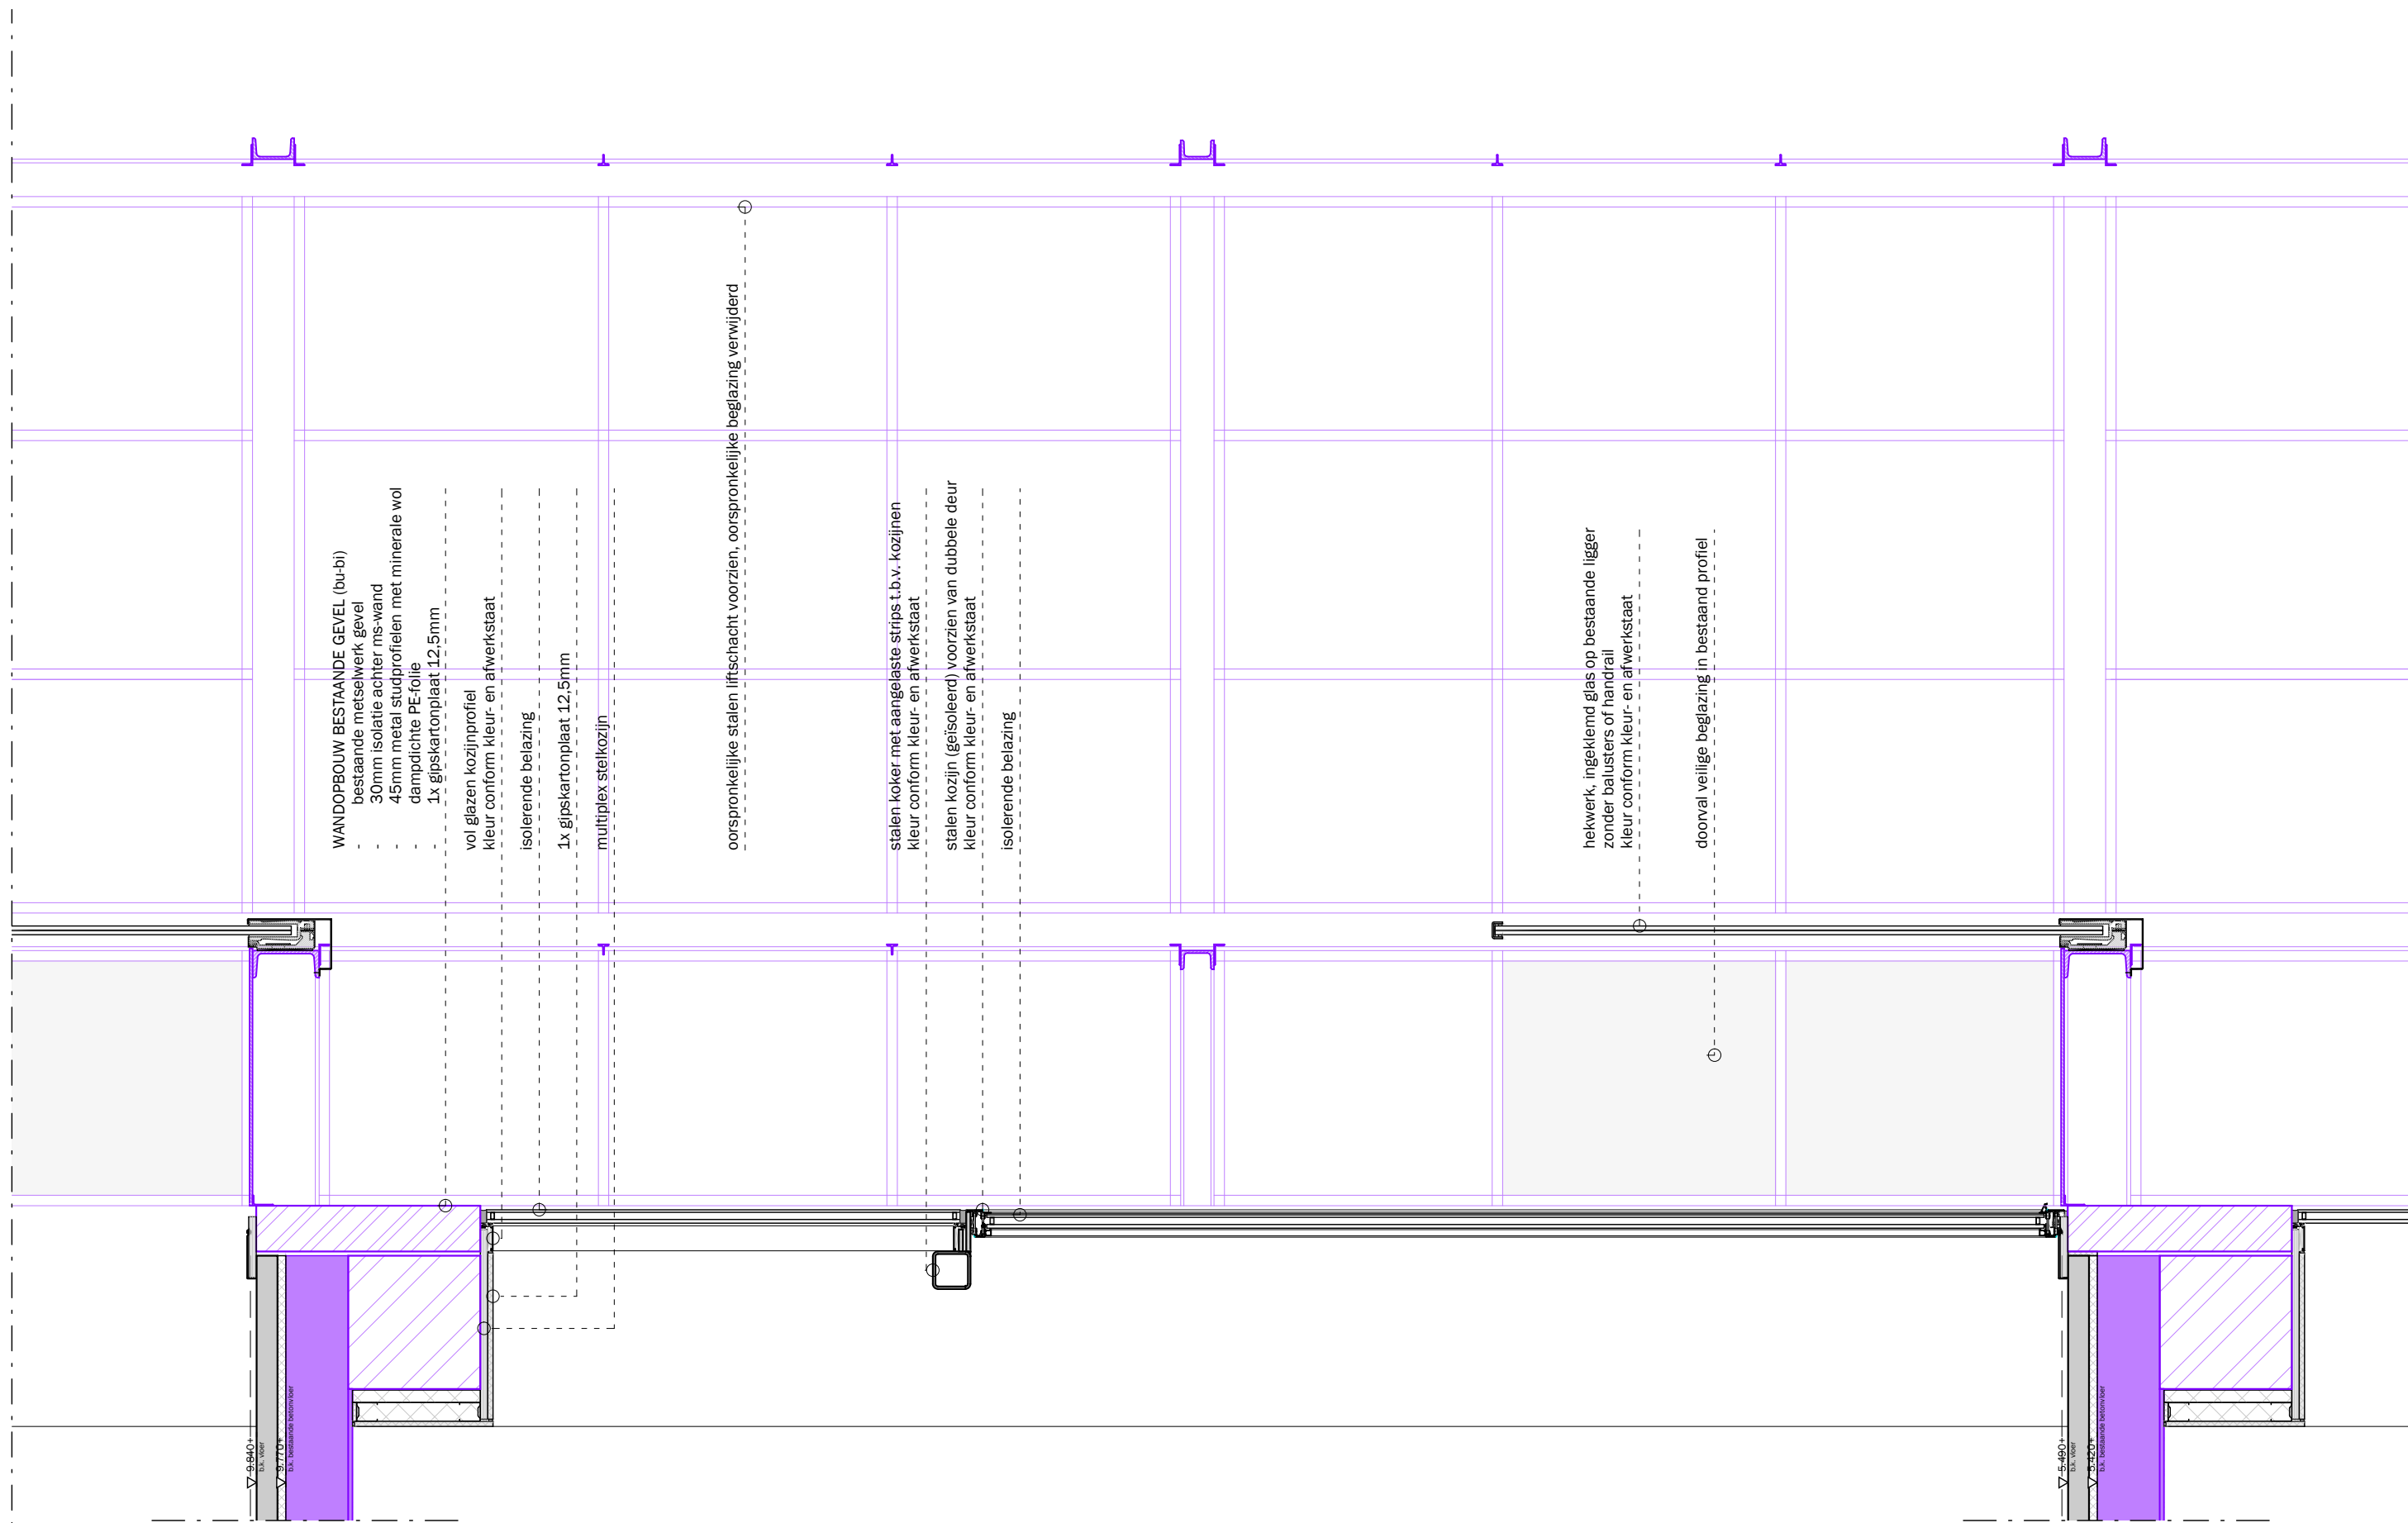 WANDOPBOUW BESTAANDE GEVEL (bu-bi)
- bestaande metselwerk gevel
- 30mm isolatie achter ms-wand
- 45mm metal studprofielen met minerale wol
- dampdichte PE-folie
- 1x gipskartonplaat 12,5mm
vol glazen kozijnprofiel
kleur conform kleur- en afwerkstaat
isolerende belazing
1x gipskartonplaat 12,5mm
multiplex stelkozijn
oorspronkelijke stalen liftschacht voorzien, oorspronkelijke beglazing verwijderd
stalen koker met aangelaste strips t.b.v. kozijnen
kleur conform kleur- en afwerkstaat
stalen kozijn (geïsoleerd) voorzien van dubbele deur
kleur conform kleur- en afwerkstaat
isolerende belazing
hekwerk, ingeklemd glas op bestaande ligger
zonder balusters of handrail
kleur conform kleur- en afwerkstaat
doorval veilige beglazing in bestaand profiel
9.840+
b.k. vloer
9.770+
b.k. bestaande betonvloer
5.490+
b.k. vloer
5.420+
b.k. bestaande betonvloer